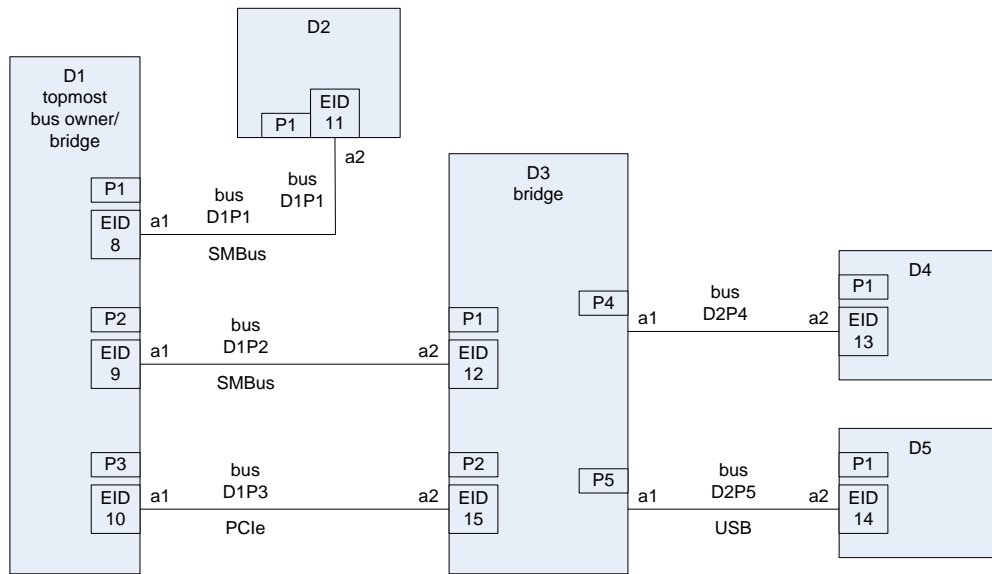 D1
topmost
bus owner/
bridge
P1
EID
8
P2
EID
9
P3
EID
10
D2
P1
EID
11
a2
bus
D1P1
bus
D1P1
a1
SMBus
a1
bus
D1P2
a2
SMBus
a1
bus
D1P3
a2
PCIe
D3
bridge
P1
EID
12
P2
EID
15
P4
P5
a1
bus
D2P4
a2
a1
bus
D2P5
a2
USB
D4
P1
EID
13
D5
P1
EID
14